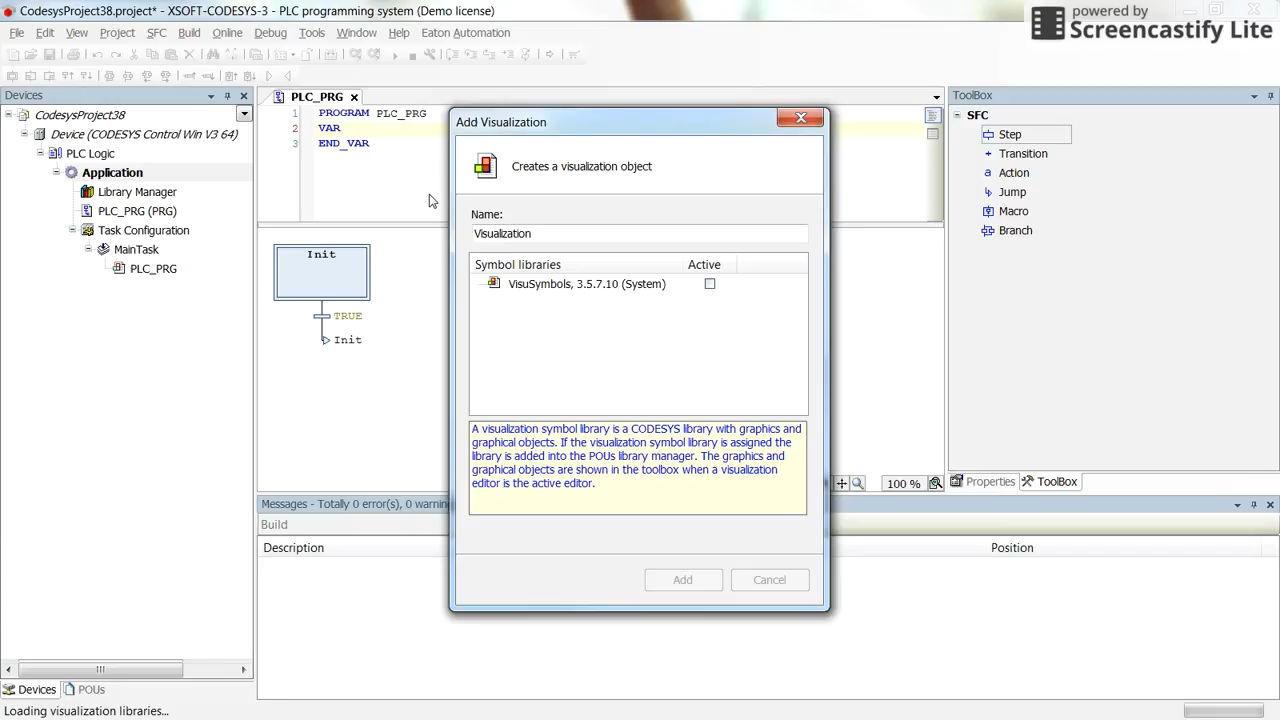 CodesysProject38.project* - XSOFT-CODESYS-3 - PLC programming system (Demo license)
powered by
Screencastify Lite
File Edit View Project SFC Build Online Debug Tools Window Help Eaton Automation
Devices
CodesysProject38
Device (CODESYS Control Win V3 64)
PLC Logic
Application
Library Manager
PLC_PRG (PRG)
Task Configuration
MainTask
PLC_PRG
Devices
POUs
PLC_PRG
1 PROGRAM PLC_PRG
2 VAR
3 END_VAR
Init
TRUE
Init
100 %
Add Visualization
Creates a visualization object
Name:
Visualization
Symbol libraries Active
VisuSymbols, 3.5.7.10 (System)
A visualization symbol library is a CODESYS library with graphics and
graphical objects. If the visualization symbol library is assigned the
library is added into the POUs library manager. The graphics and
graphical objects are shown in the toolbox when a visualization
editor is the active editor.
Add
Cancel
ToolBox
SFC
Step
Transition
Action
Jump
Macro
Branch
Properties
ToolBox
Messages - Totally 0 error(s), 0
Build
Description
Position
Loading visualization libraries...